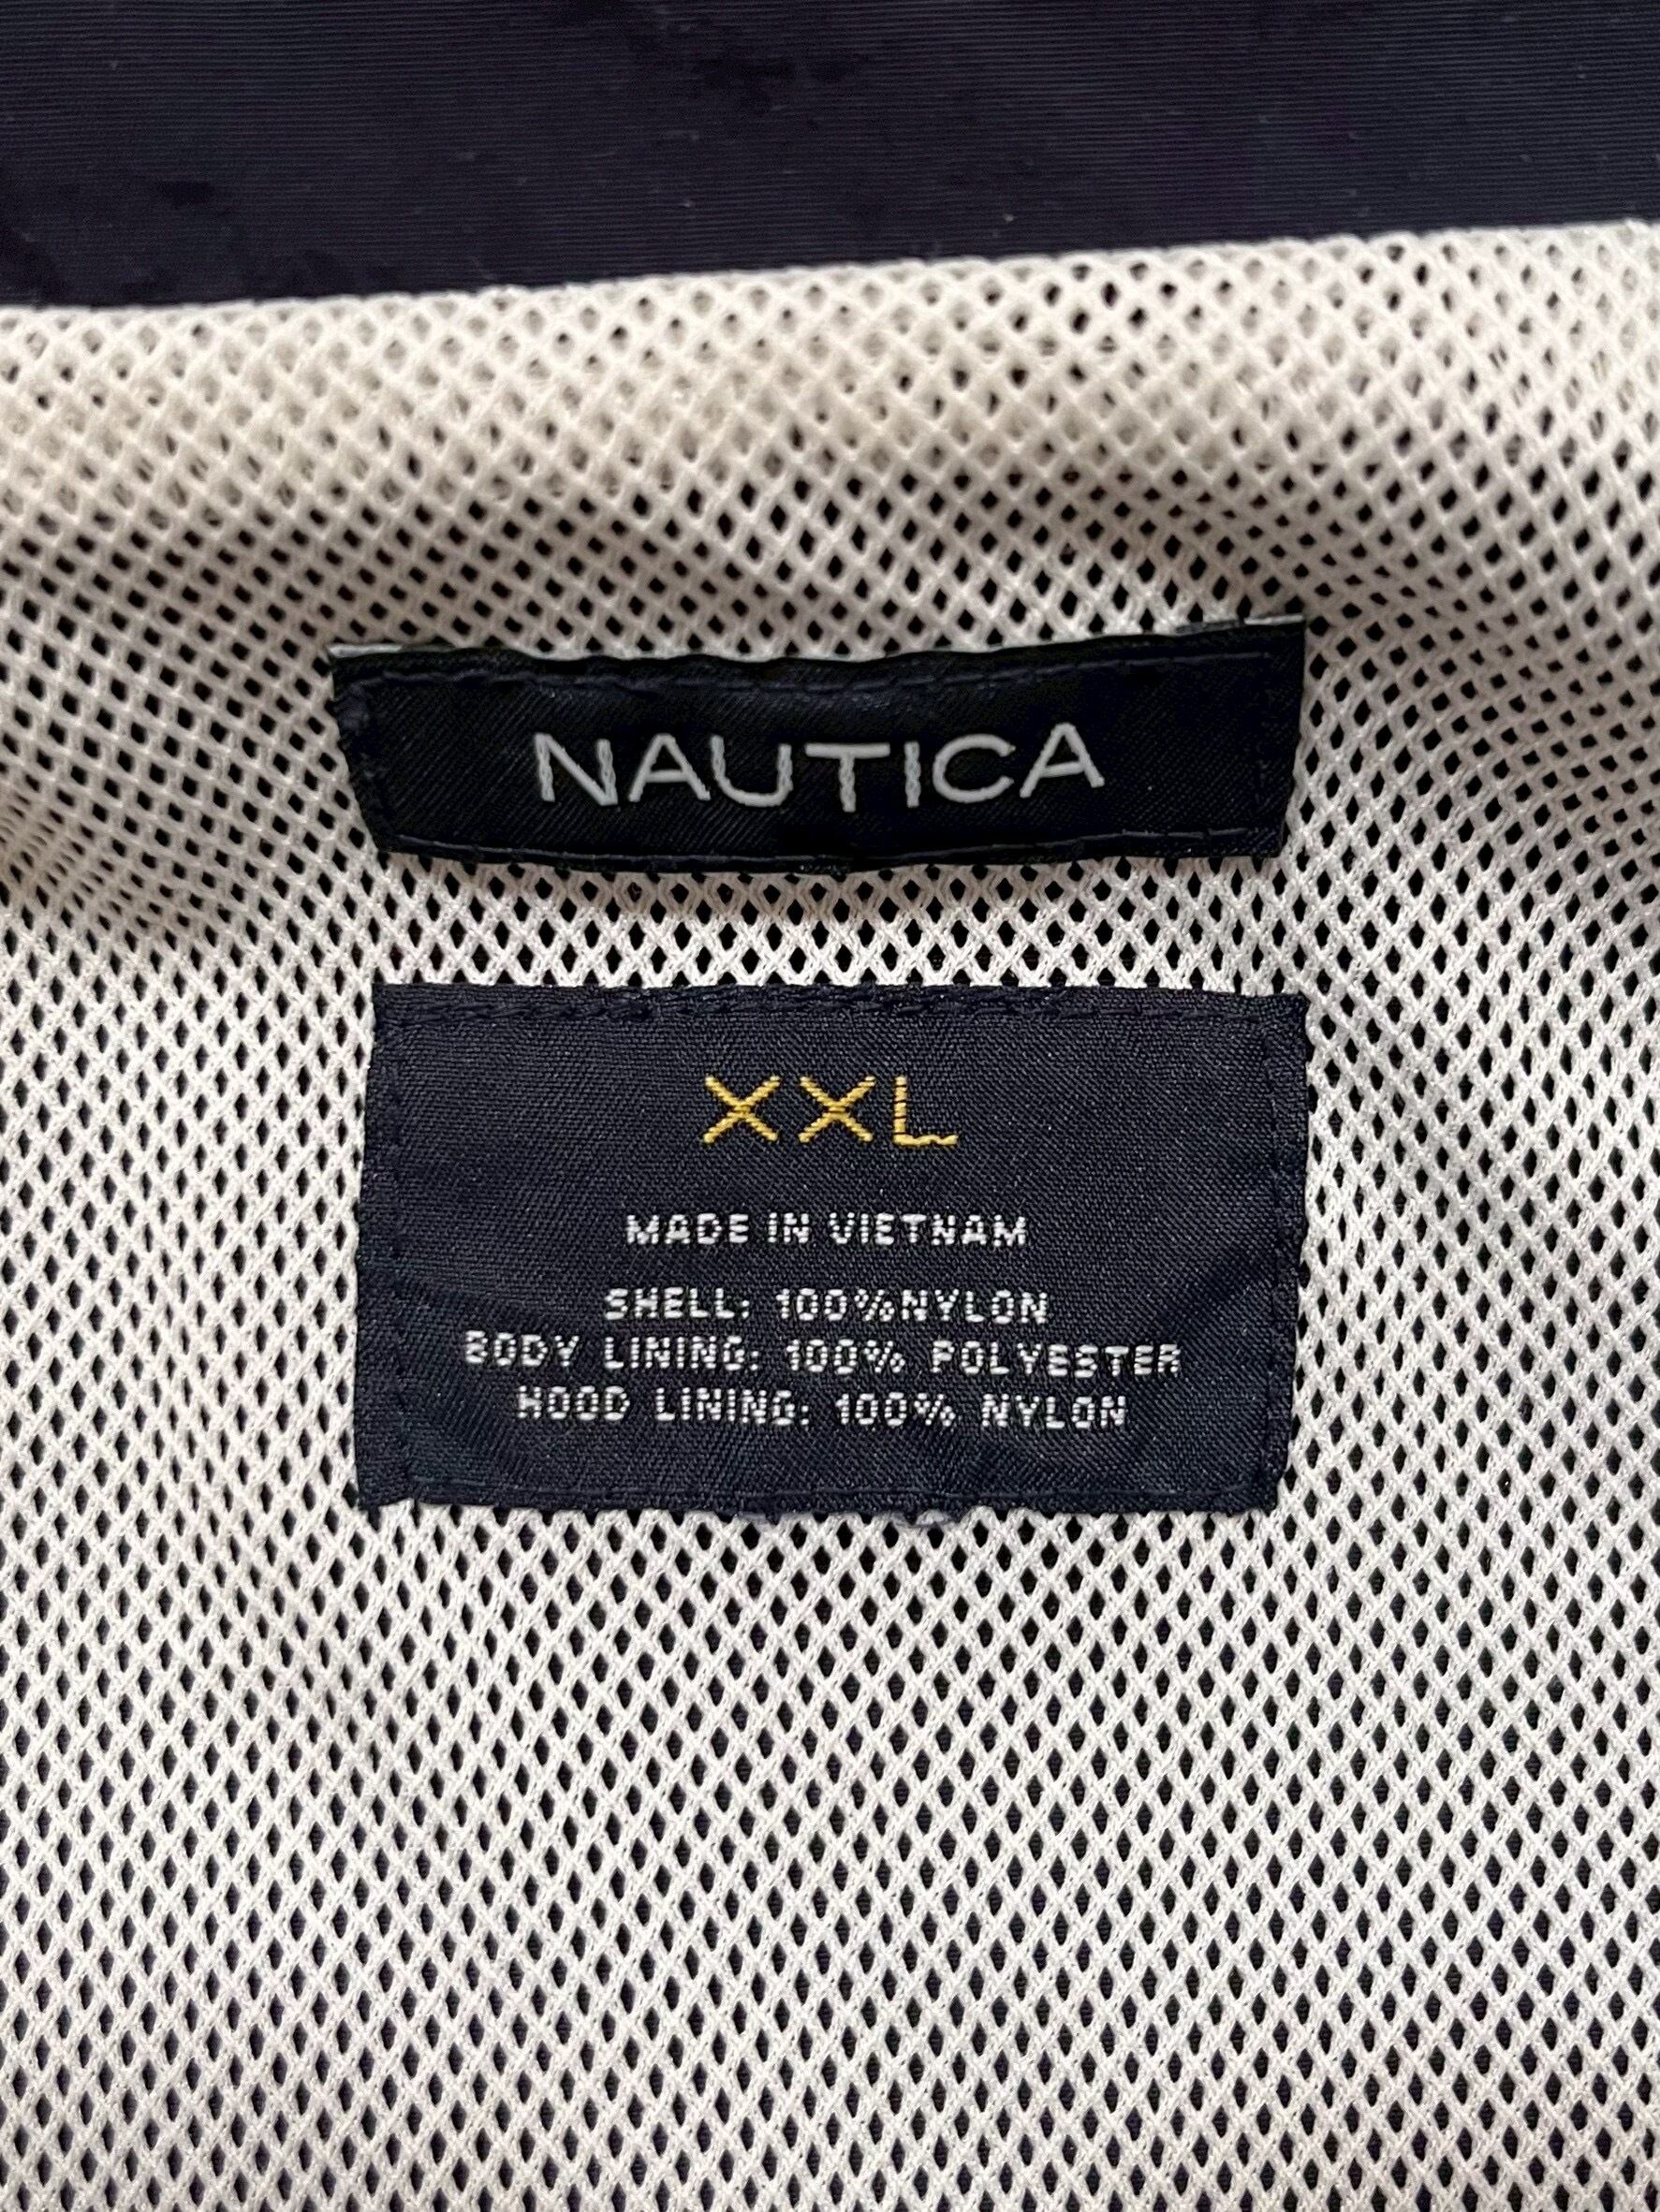 NAUTICA
XXL
MADE IN VIETNAM
SHELL: 100%NYLON
BODY LINING: 100% POLYESTER
HOOD LINING: 100% NYLON